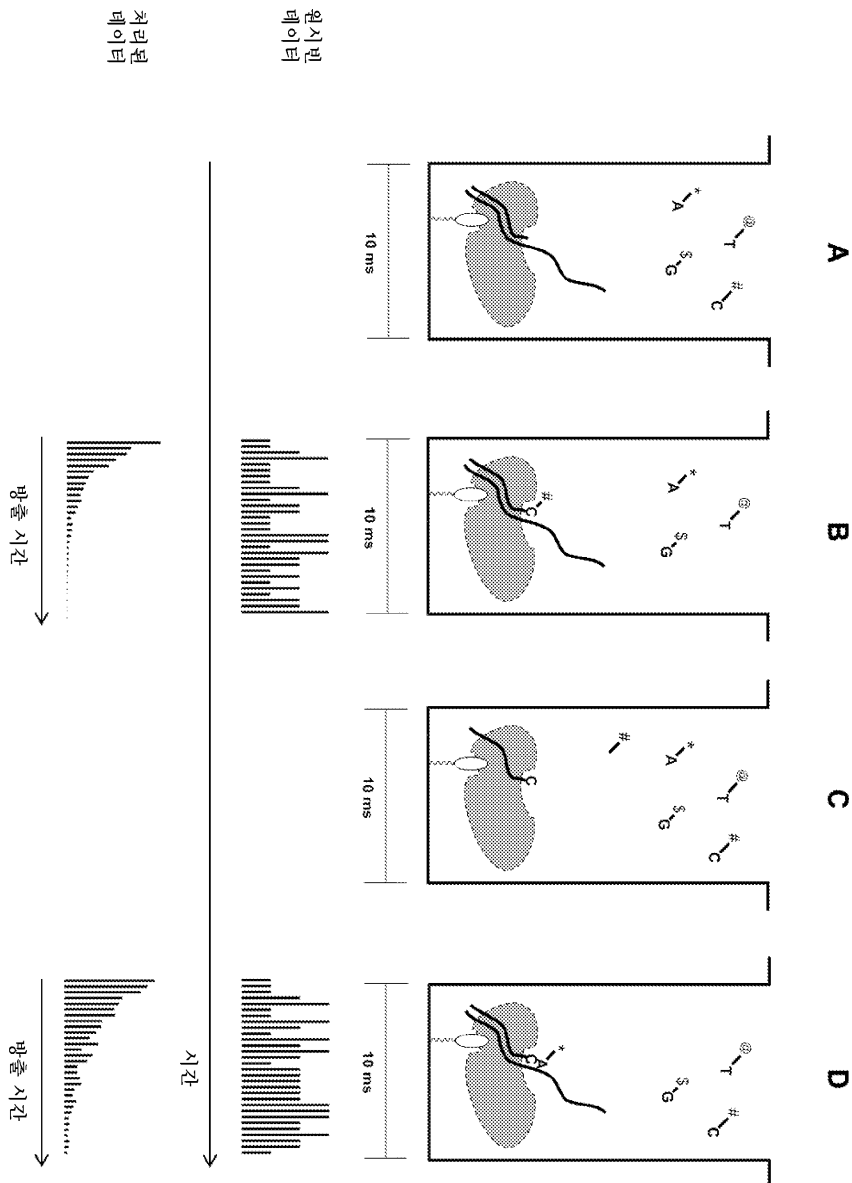 A
B
C
D
@-T
#-C
*-A
$-G
@-T
*-A
$-G
#-C
@-T
#-C
*-A
$-G
#
C
@-T
#-C
$-G
*-A
C
10 ms
10 ms
10 ms
10 ms
원시빈
데이터
시간
처리된
데이터
방출 시간
방출 시간